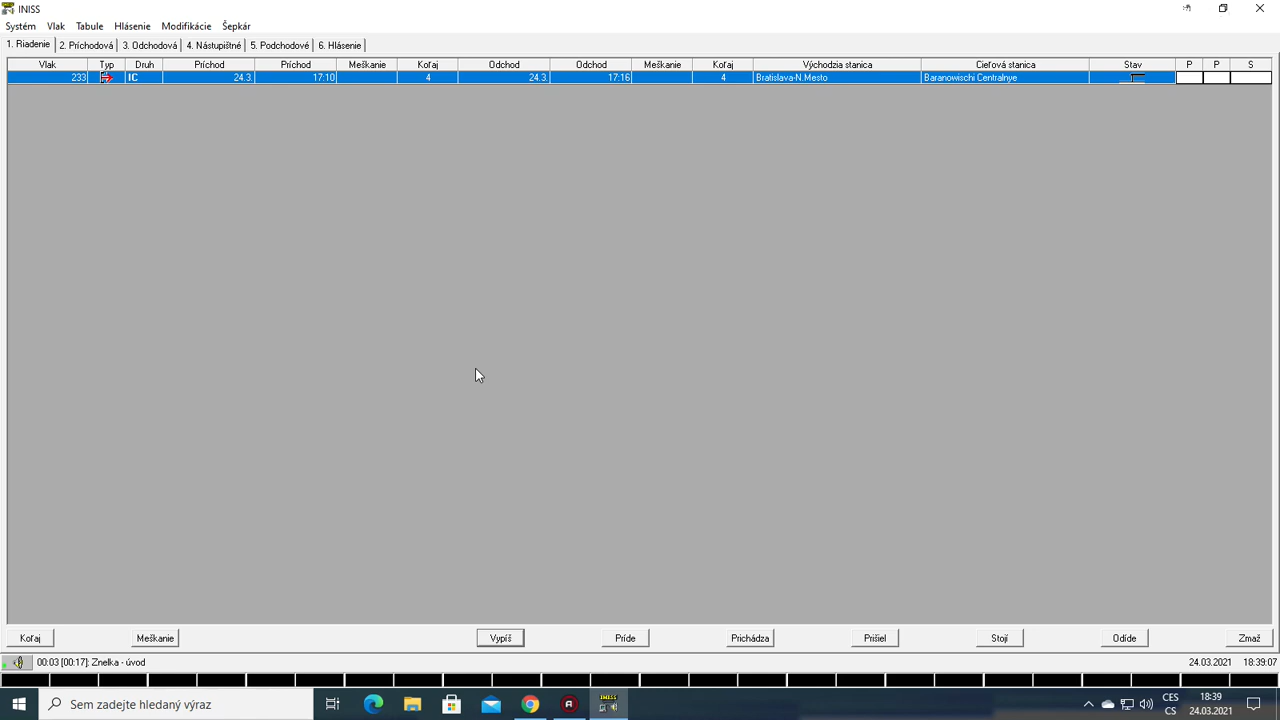 INISS
Systém Vlak Tabule Hlásenie Modifikácie Šepkár
1. Riadenie 2. Príchodová 3. Odchodová 4. Nástupištné 5. Podchodové 6. Hlásenie
Vlak Typ Druh Príchod Príchod Meškanie Koľaj Odchod Odchod Meškanie Koľaj Východzia stanica Cieľová stanica Stav P P S
233 IC 24.3. 17:10 4 24.3. 17:16 4 Bratislava-N.Mesto Baranowischi Centralnye
Koľaj Meškanie Vypíš Príde Prichádza Prišiel Stojí Odíde Zmaž
00:03 [00:17]: Znelka - úvod 24.03.2021 18:39:07
Sem zadejte hledaný výraz
CES 18:39
CS 24.03.2021